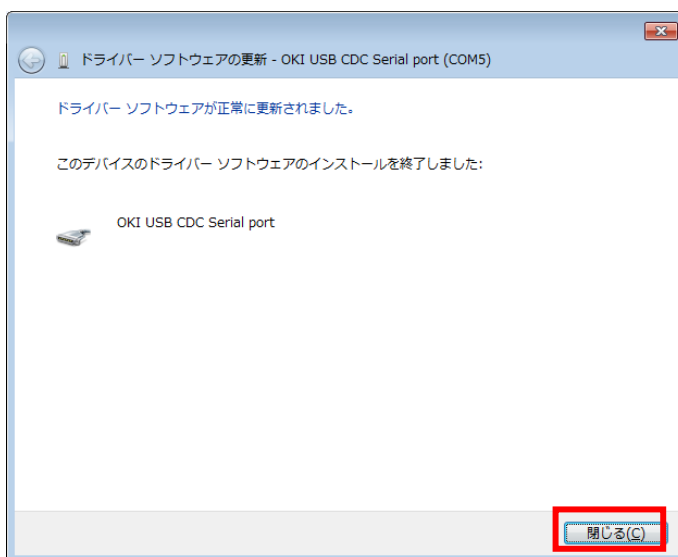 ドライバー ソフトウェアの更新 - OKI USB CDC Serial port (COM5)
ドライバー ソフトウェアが正常に更新されました。
このデバイスのドライバー ソフトウェアのインストールを終了しました:
OKI USB CDC Serial port
閉じる(C)